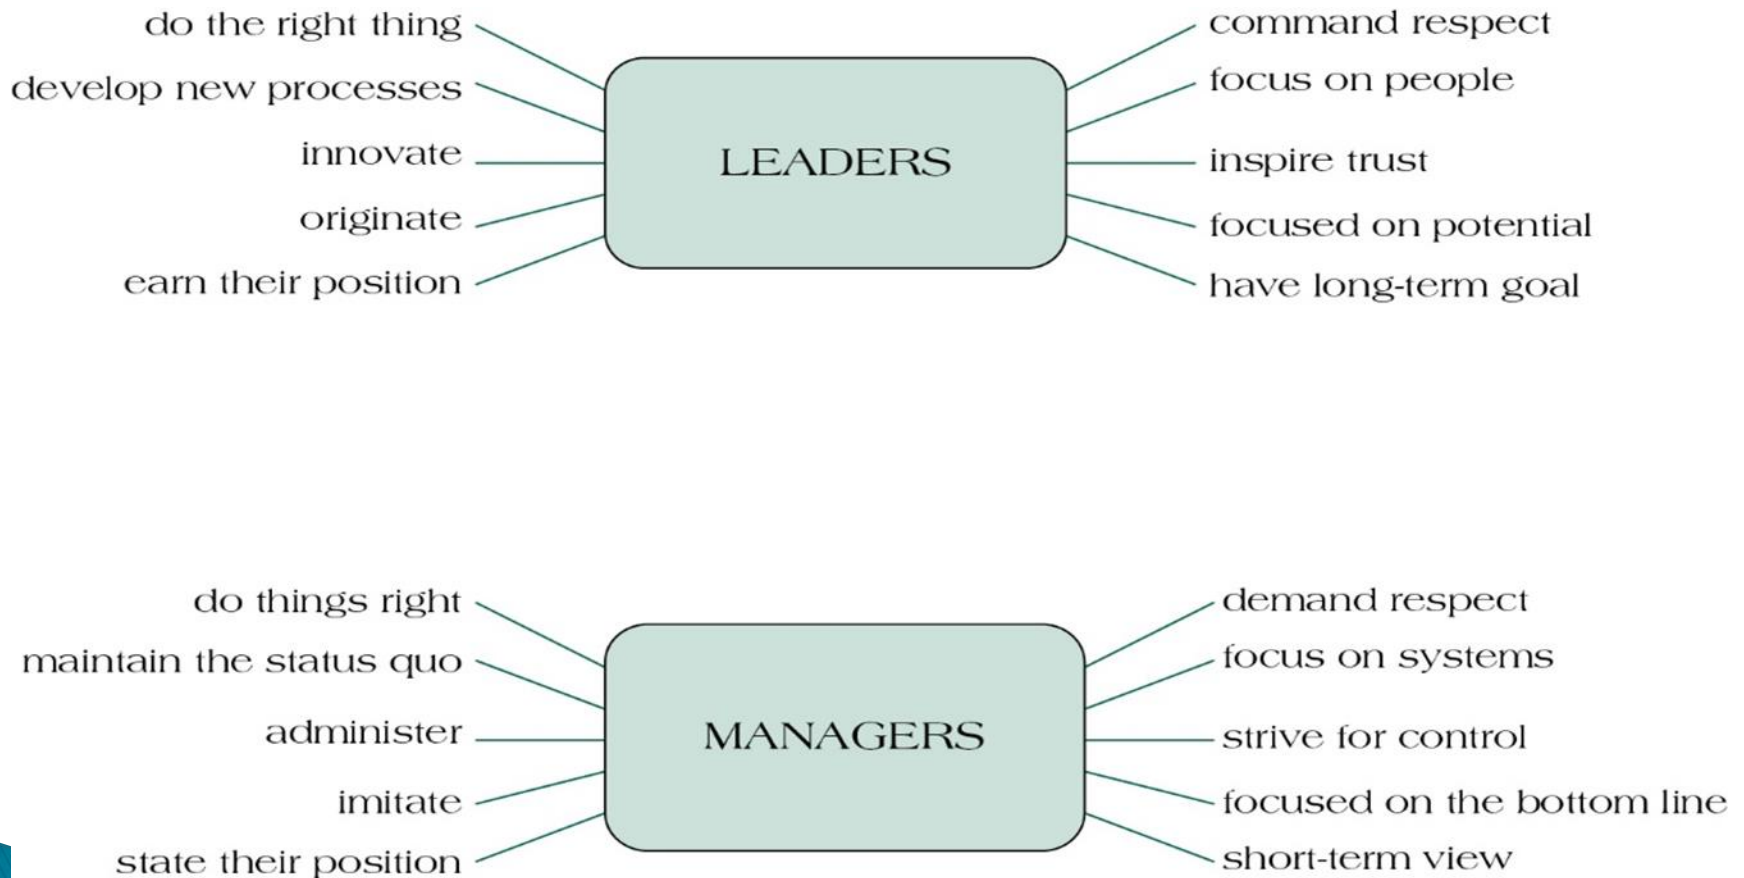 do the right thing
develop new processes
innovate
originate
earn their position
LEADERS
command respect
focus on people
inspire trust
focused on potential
have long-term goal
do things right
maintain the status quo
administer
imitate
state their position
MANAGERS
demand respect
focus on systems
strive for control
focused on the bottom line
short-term view